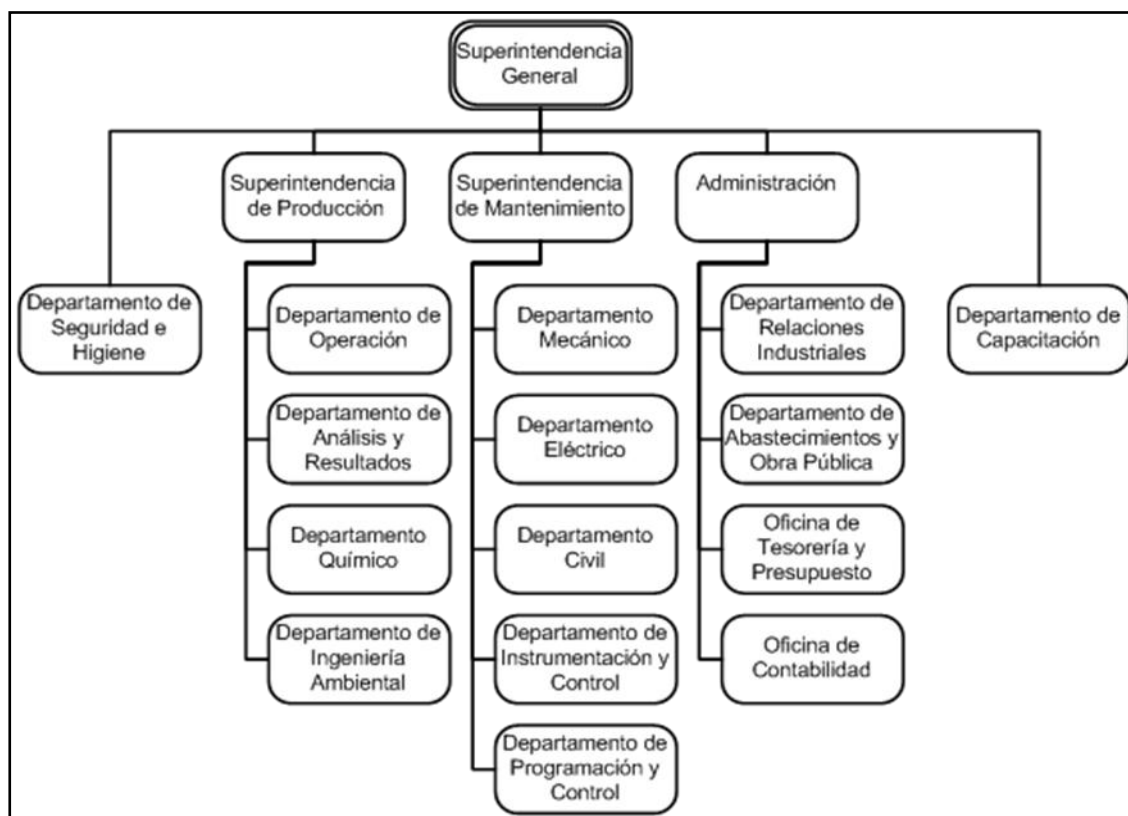 Superintendencia
General
Superintendencia
de Producción
Superintendencia
de Mantenimiento
Administración
Departamento de
Seguridad e
Higiene
Departamento de
Operación
Departamento
Mecánico
Departamento de
Relaciones
Industriales
Departamento de
Capacitación
Departamento de
Análisis y
Resultados
Departamento
Eléctrico
Departamento de
Abastecimientos y
Obra Pública
Departamento
Químico
Departamento
Civil
Oficina de
Tesorería y
Presupuesto
Departamento de
Ingeniería
Ambiental
Departamento de
Instrumentación y
Control
Oficina de
Contabilidad
Departamento de
Programación y
Control